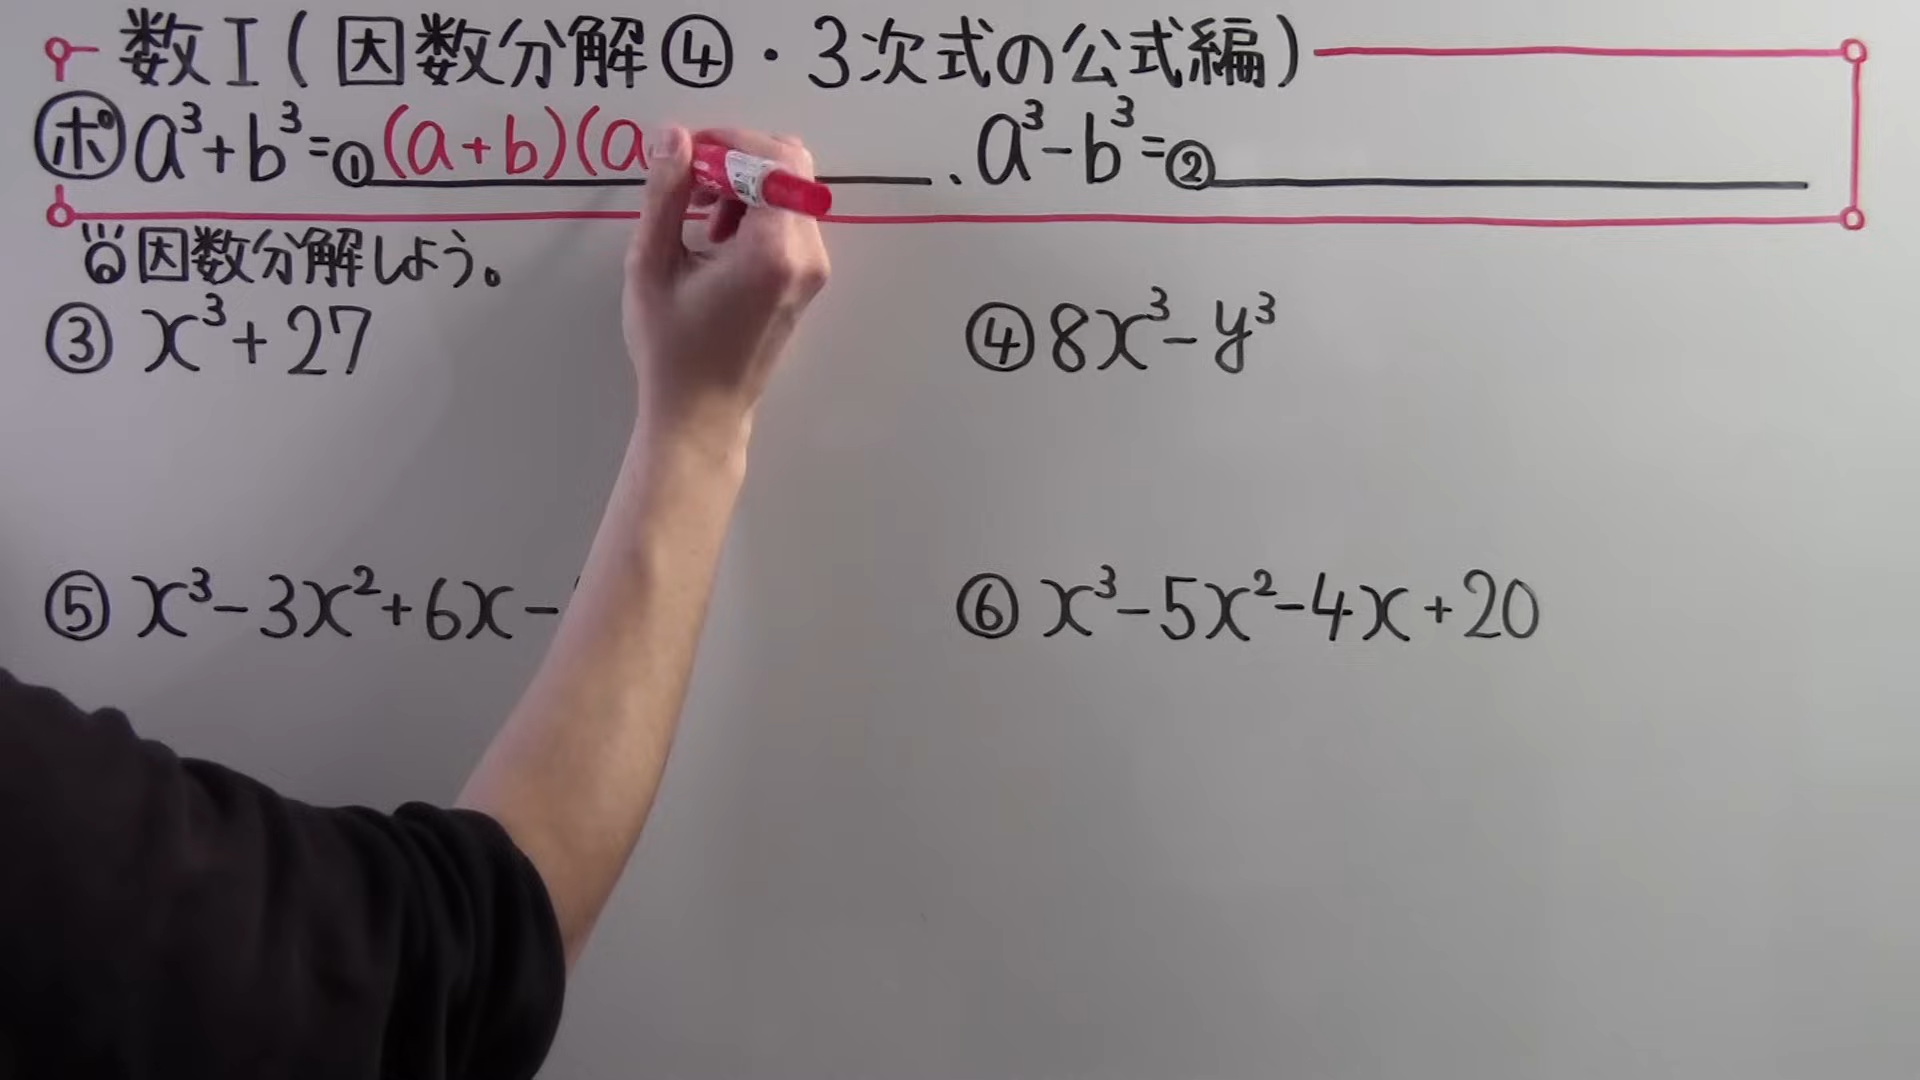 数I(因数分解④・3次式の公式編)
ポ a³+b³=①(a+b)(a 、a³-b³=②
因数分解しよう。
③ x³+27
④ 8x³-y³
⑤ x³-3x²+6x-
⑥ x³-5x²-4x+20